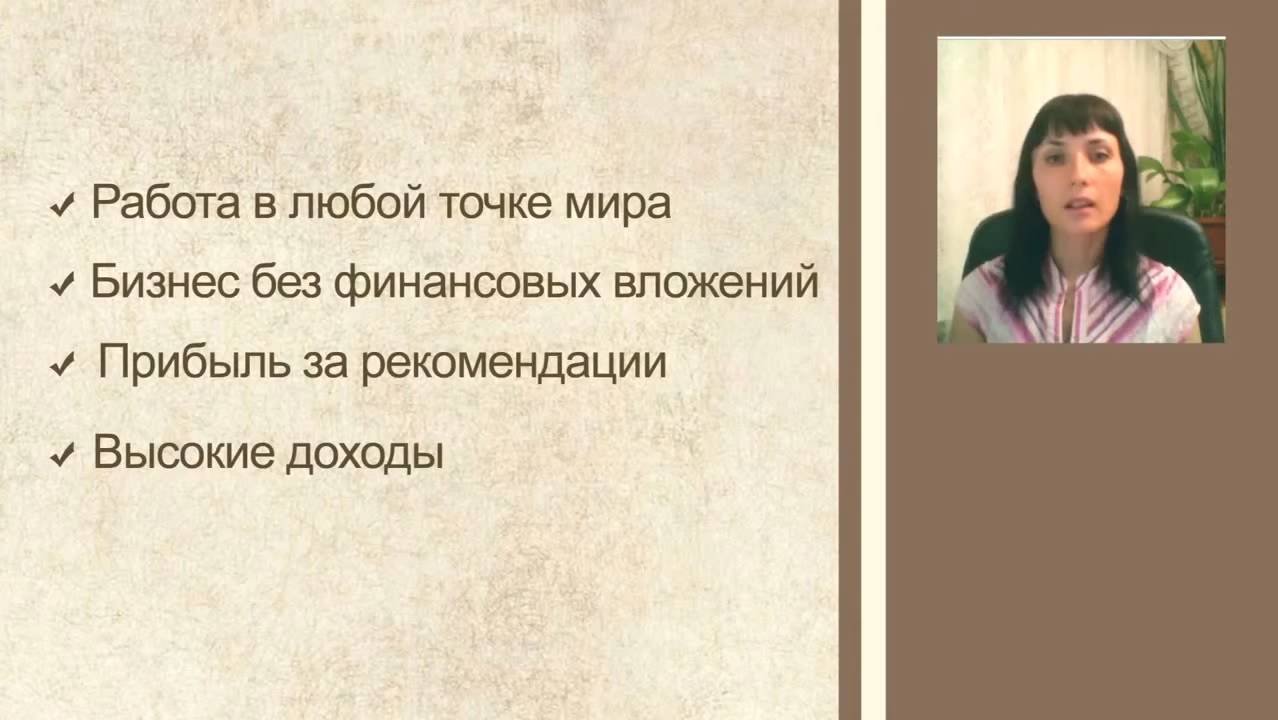 Работа в любой точке мира
Бизнес без финансовых вложений
Прибыль за рекомендации
Высокие доходы